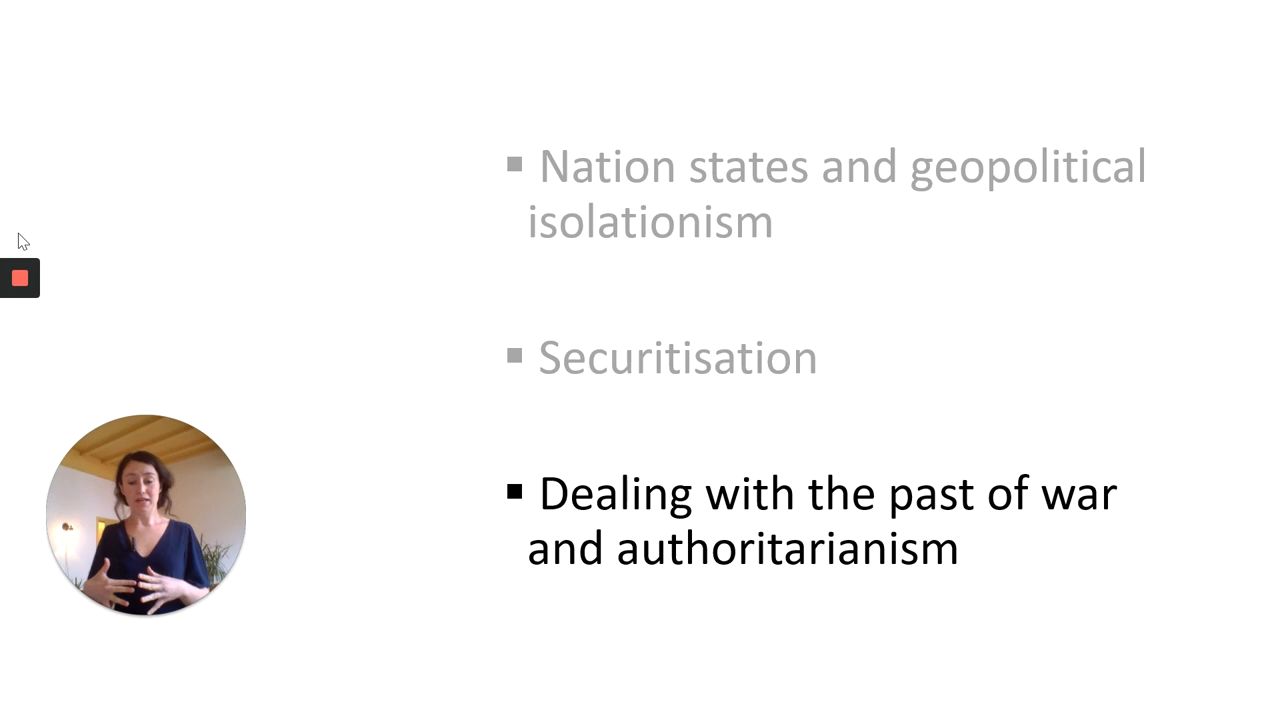 ▪ Nation states and geopolitical
isolationism
▪ Securitisation
▪ Dealing with the past of war
and authoritarianism